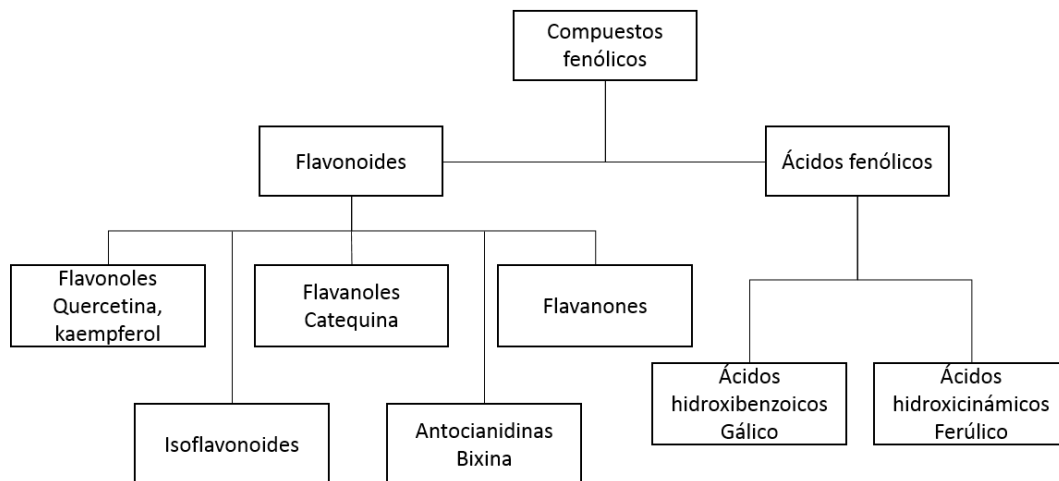 Compuestos
fenólicos
Flavonoides
Ácidos fenólicos
Flavonoles
Quercetina,
kaempferol
Flavanoles
Catequina
Flavanones
Isoflavonoides
Antocianidinas
Bixina
Ácidos
hidroxibenzoicos
Gálico
Ácidos
hidroxicinámicos
Ferúlico